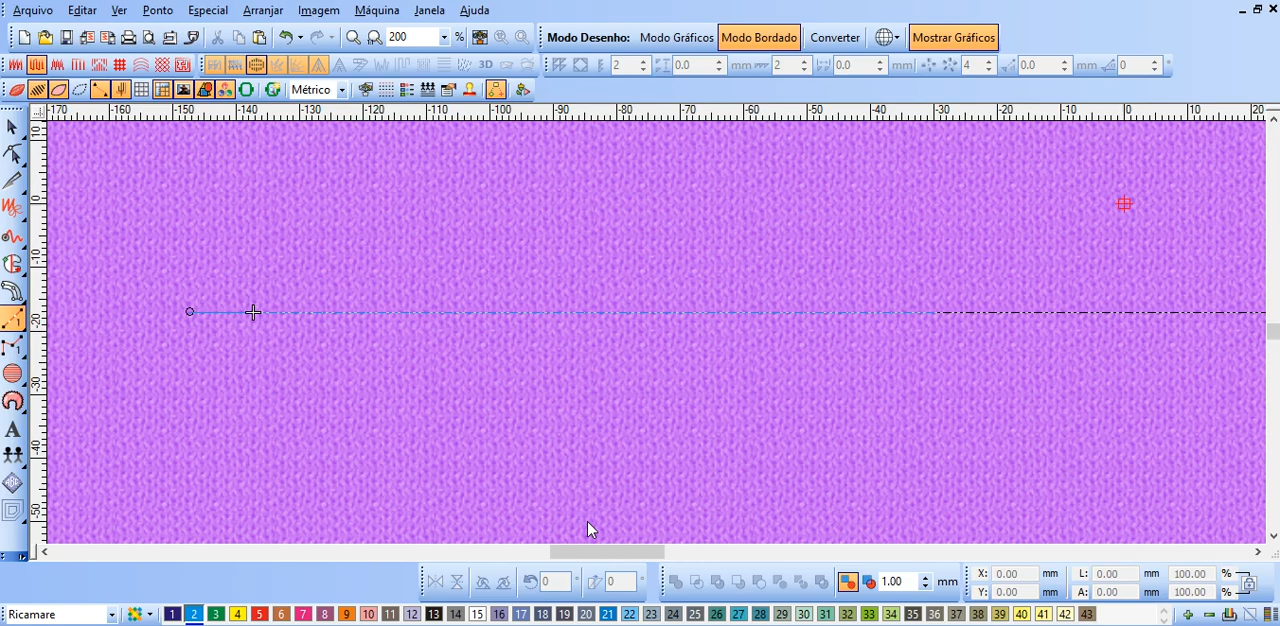 Arquivo Editar Ver Ponto Especial Arranjar Imagem Máquina Janela Ajuda
200 % Modo Desenho: Modo Gráficos Modo Bordado Converter Mostrar Gráficos
3D 2 0.0 mm 2 0.0 mm 4 0.0 mm 0 °
Métrico
-170 -160 -150 -140 -130 -120 -110 -100 -90 -80 -70 -60 -50 -40 -30 -20 -10 0 10 20
10
0
-10
-20
-30
-40
-50
0 ° 0 ° 1.00 mm X: 0.00 mm L: 0.00 mm 100.00 %
Y: 0.00 mm A: 0.00 mm 100.00 %
Ricamare 1 2 3 4 5 6 7 8 9 10 11 12 13 14 15 16 17 18 19 20 21 22 23 24 25 26 27 28 29 30 31 32 33 34 35 36 37 38 39 40 41 42 43